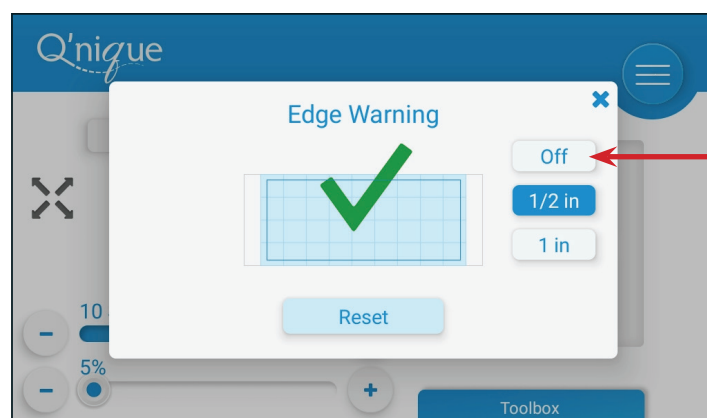 Q'nique
Edge Warning
Off
1/2 in
1 in
Reset
10
5%
Toolbox